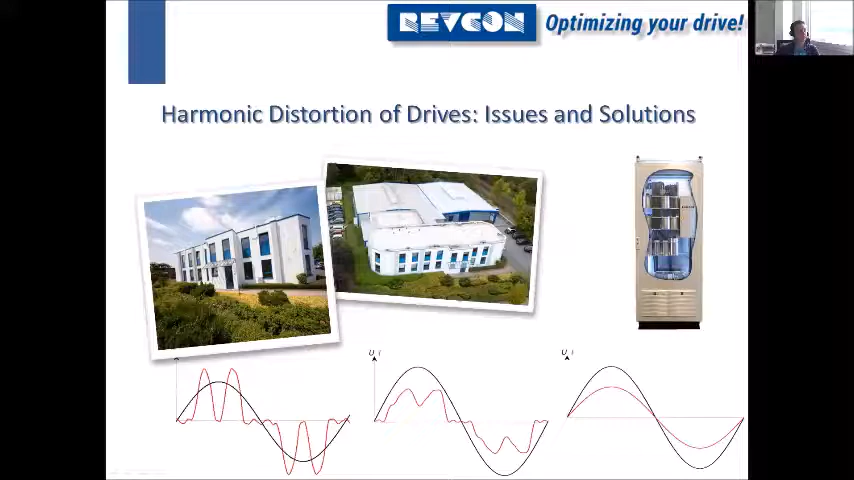 REVCON Optimizing your drive!
Harmonic Distortion of Drives: Issues and Solutions
U, I
U, I